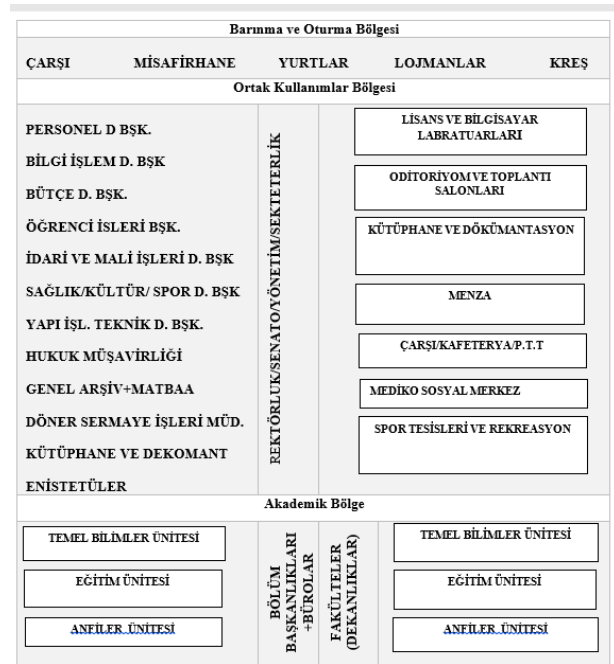 Barınma ve Oturma Bölgesi
ÇARŞI MİSAFİRHANE YURTLAR LOJMANLAR KREŞ
Ortak Kullanımlar Bölgesi
PERSONEL D BŞK.
BİLGİ İŞLEM D. BŞK
BÜTÇE D. BŞK.
ÖĞRENCİ İSLERİ BŞK.
İDARİ VE MALİ İŞLERİ D. BŞK
SAĞLIK/KÜLTÜR/ SPOR D. BŞK
YAPI İŞL. TEKNİK D. BŞK.
HUKUK MÜŞAVİRLİĞİ
GENEL ARŞİV+MATBAA
DÖNER SERMAYE İŞLERİ MÜD.
KÜTÜPHANE VE DEKOMANT
ENİSTETÜLER
REKTÖRLUK/SENATO/YÖNETİM/SEKTETERLİK
LİSANS VE BİLGİSAYAR
LABRATUARLARI
ODİTORİYOM VE TOPLANTI
SALONLARI
KÜTÜPHANE VE DÖKÜMANTASYON
MENZA
ÇARŞI/KAFETERYA/P.T.T
MEDİKO SOSYAL MERKEZ
SPOR TESİSLERİ VE REKREASYON
Akademik Bölge
TEMEL BİLİMLER ÜNİTESİ
EĞİTİM ÜNİTESİ
ANFİLER ÜNİTESİ
BÖLÜM
BAŞKANLIKLARI
+BÜROLAR
FAKÜLTELER
(DEKANLIKLAR)
TEMEL BİLİMLER ÜNİTESİ
EĞİTİM ÜNİTESİ
ANFİLER ÜNİTESİ